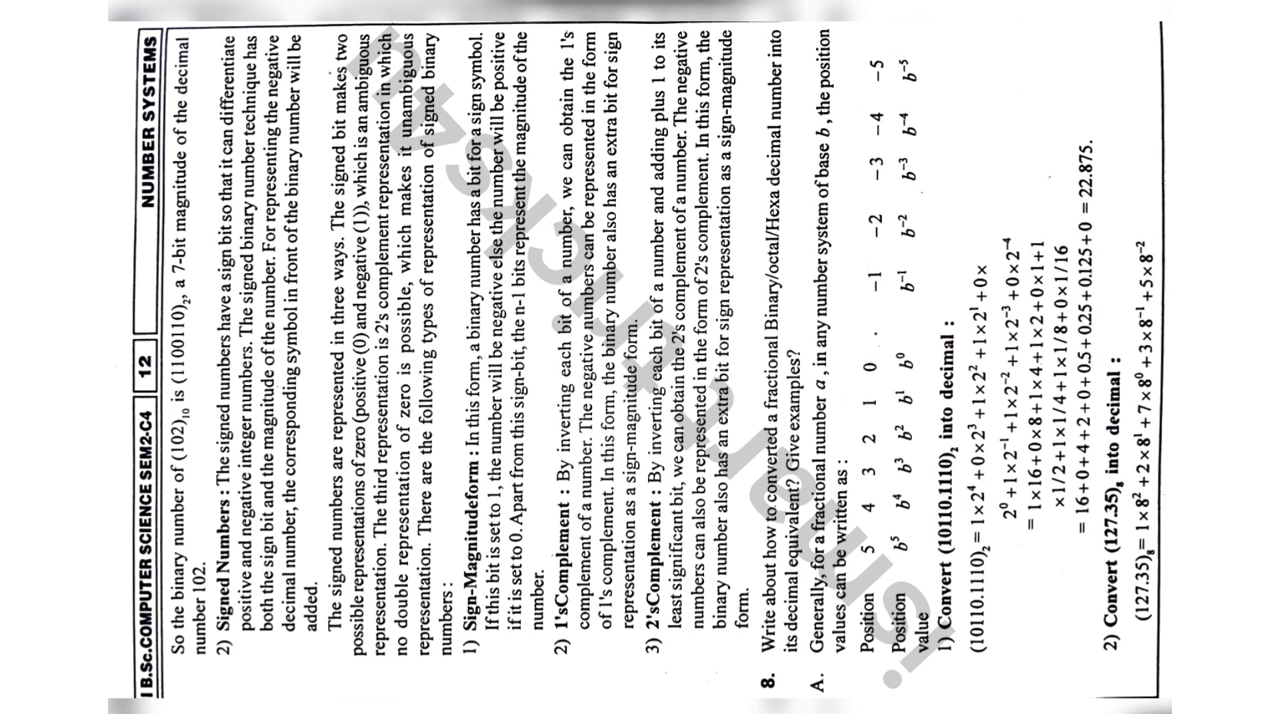 I B.Sc.COMPUTER SCIENCE SEM2-C4 12 NUMBER SYSTEMS
So the binary number of (102)₁₀ is (1100110)₂, a 7-bit magnitude of the decimal
number 102.
2) Signed Numbers : The signed numbers have a sign bit so that it can differentiate
positive and negative integer numbers. The signed binary number technique has
both the sign bit and the magnitude of the number. For representing the negative
decimal number, the corresponding symbol in front of the binary number will be
added.
The signed numbers are represented in three ways. The signed bit makes two
possible representations of zero (positive (0) and negative (1)), which is an ambiguous
representation. The third representation is 2's complement representation in which
no double representation of zero is possible, which makes it unambiguous
representation. There are the following types of representation of signed binary
numbers :
1) Sign-Magnitudeform : In this form, a binary number has a bit for a sign symbol.
If this bit is set to 1, the number will be negative else the number will be positive
if it is set to 0. Apart from this sign-bit, the n-1 bits represent the magnitude of the
number.
2) 1'sComplement : By inverting each bit of a number, we can obtain the 1's
complement of a number. The negative numbers can be represented in the form
of 1's complement. In this form, the binary number also has an extra bit for sign
representation as a sign-magnitude form.
3) 2'sComplement : By inverting each bit of a number and adding plus 1 to its
least significant bit, we can obtain the 2's complement of a number. The negative
numbers can also be represented in the form of 2's complement. In this form, the
binary number also has an extra bit for sign representation as a sign-magnitude
form.
8. Write about how to converted a fractional Binary/octal/Hexa decimal number into
its decimal equivalent? Give examples?
A. Generally, for a fractional number a, in any number system of base b, the position
values can be written as :
Position 5 4 3 2 1 0 . -1 -2 -3 -4 -5
Position b⁵ b⁴ b³ b² b¹ b⁰ b⁻¹ b⁻² b⁻³ b⁻⁴ b⁻⁵
value
1) Convert (10110.1110)₂ into decimal :
(10110.1110)₂ = 1×2⁴+0×2³+1×2²+1×2¹+0×
2⁰+1×2⁻¹+1×2⁻²+1×2⁻³+0×2⁻⁴
= 1×16+0×8+1×4+1×2+0×1+1
×1/2+1×1/4+1×1/8+0×1/16
= 16+0+4+2+0+0.5+0.25+0.125+0 = 22.875.
2) Convert (127.35)₈ into decimal :
(127.35)₈ = 1×8²+2×8¹+7×8⁰+3×8⁻¹+5×8⁻²